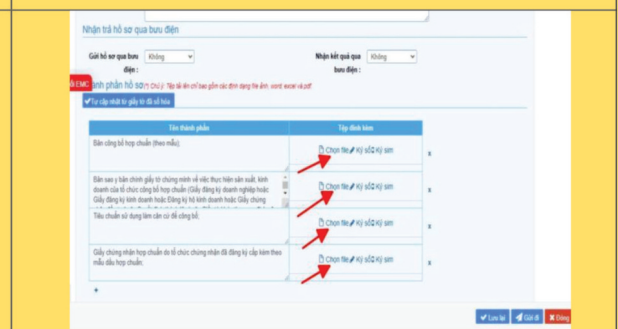 Nhận trả hồ sơ qua bưu điện
Gửi hồ sơ qua bưu
điện :
Không
Nhận kết quả qua
bưu điện :
Không
EMC
ành phần hồ sơ(*) Chú ý: Tệp tải lên chỉ bao gồm các định dạng file ảnh, word, excel và pdf.
Tự cập nhật từ giấy tờ đã số hóa
Tên thành phần Tệp đính kèm
Bản công bố hợp chuẩn (theo mẫu);
Chọn file Ký số Ký sim x
Bản sao y bản chính giấy tờ chứng minh về việc thực hiện sản xuất, kinh
doanh của tổ chức công bố hợp chuẩn (Giấy đăng ký doanh nghiệp hoặc
Giấy đăng ký kinh doanh hoặc Đăng ký hộ kinh doanh hoặc Giấy chứng
Chọn file Ký số Ký sim x
Tiêu chuẩn sử dụng làm căn cứ để công bố;
Chọn file Ký số Ký sim x
Giấy chứng nhận hợp chuẩn do tổ chức chứng nhận đã đăng ký cấp kèm theo
mẫu dấu hợp chuẩn;
Chọn file Ký số Ký sim x
+
Lưu lại Gửi đi Đóng